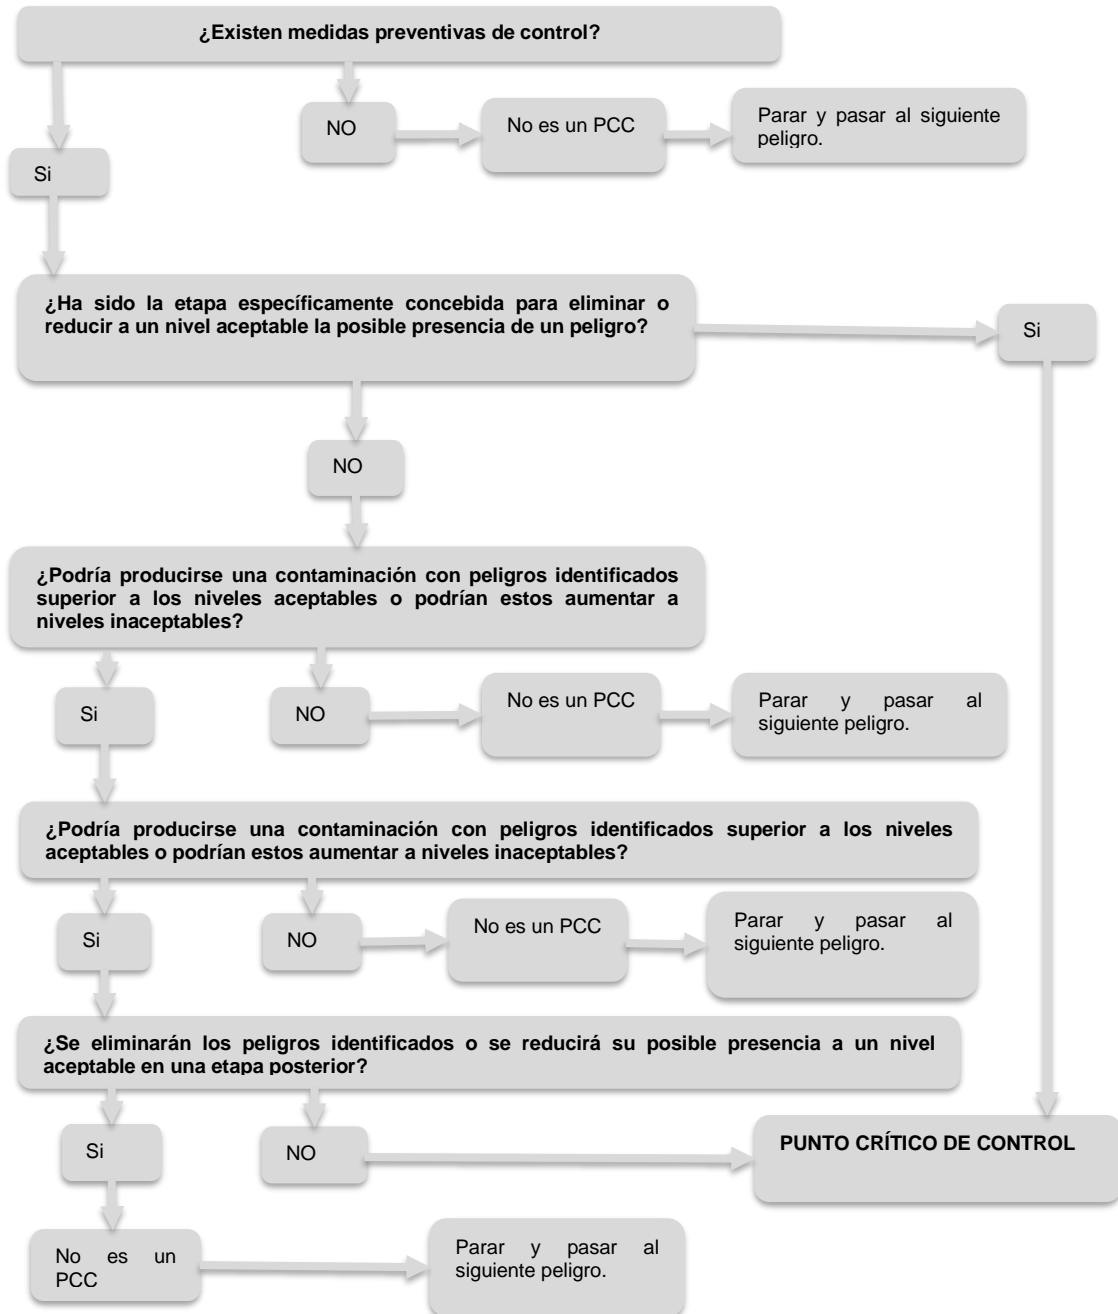 ¿Existen medidas preventivas de control?
NO
No es un PCC
Parar y pasar al siguiente
peligro.
Si
¿Ha sido la etapa específicamente concebida para eliminar o
reducir a un nivel aceptable la posible presencia de un peligro?
Si
NO
¿Podría producirse una contaminación con peligros identificados
superior a los niveles aceptables o podrían estos aumentar a
niveles inaceptables?
Si
NO
No es un PCC
Parar y pasar al
siguiente peligro.
¿Podría producirse una contaminación con peligros identificados superior a los niveles
aceptables o podrían estos aumentar a niveles inaceptables?
Si
NO
No es un PCC
Parar y pasar al
siguiente peligro.
¿Se eliminarán los peligros identificados o se reducirá su posible presencia a un nivel
aceptable en una etapa posterior?
Si
NO
PUNTO CRÍTICO DE CONTROL
No es un
PCC
Parar y pasar al
siguiente peligro.